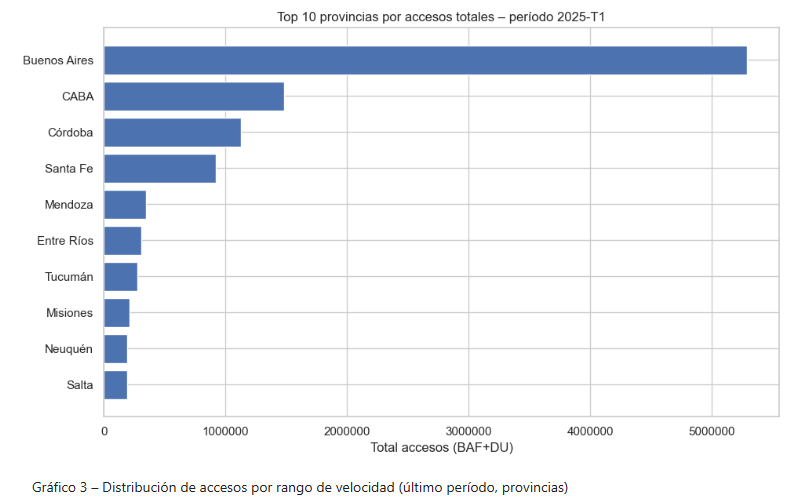 Top 10 provincias por accesos totales – período 2025-T1
Buenos Aires
CABA
Córdoba
Santa Fe
Mendoza
Entre Ríos
Tucumán
Misiones
Neuquén
Salta
0 1000000 2000000 3000000 4000000 5000000
Total accesos (BAF+DU)
Gráfico 3 – Distribución de accesos por rango de velocidad (último período, provincias)